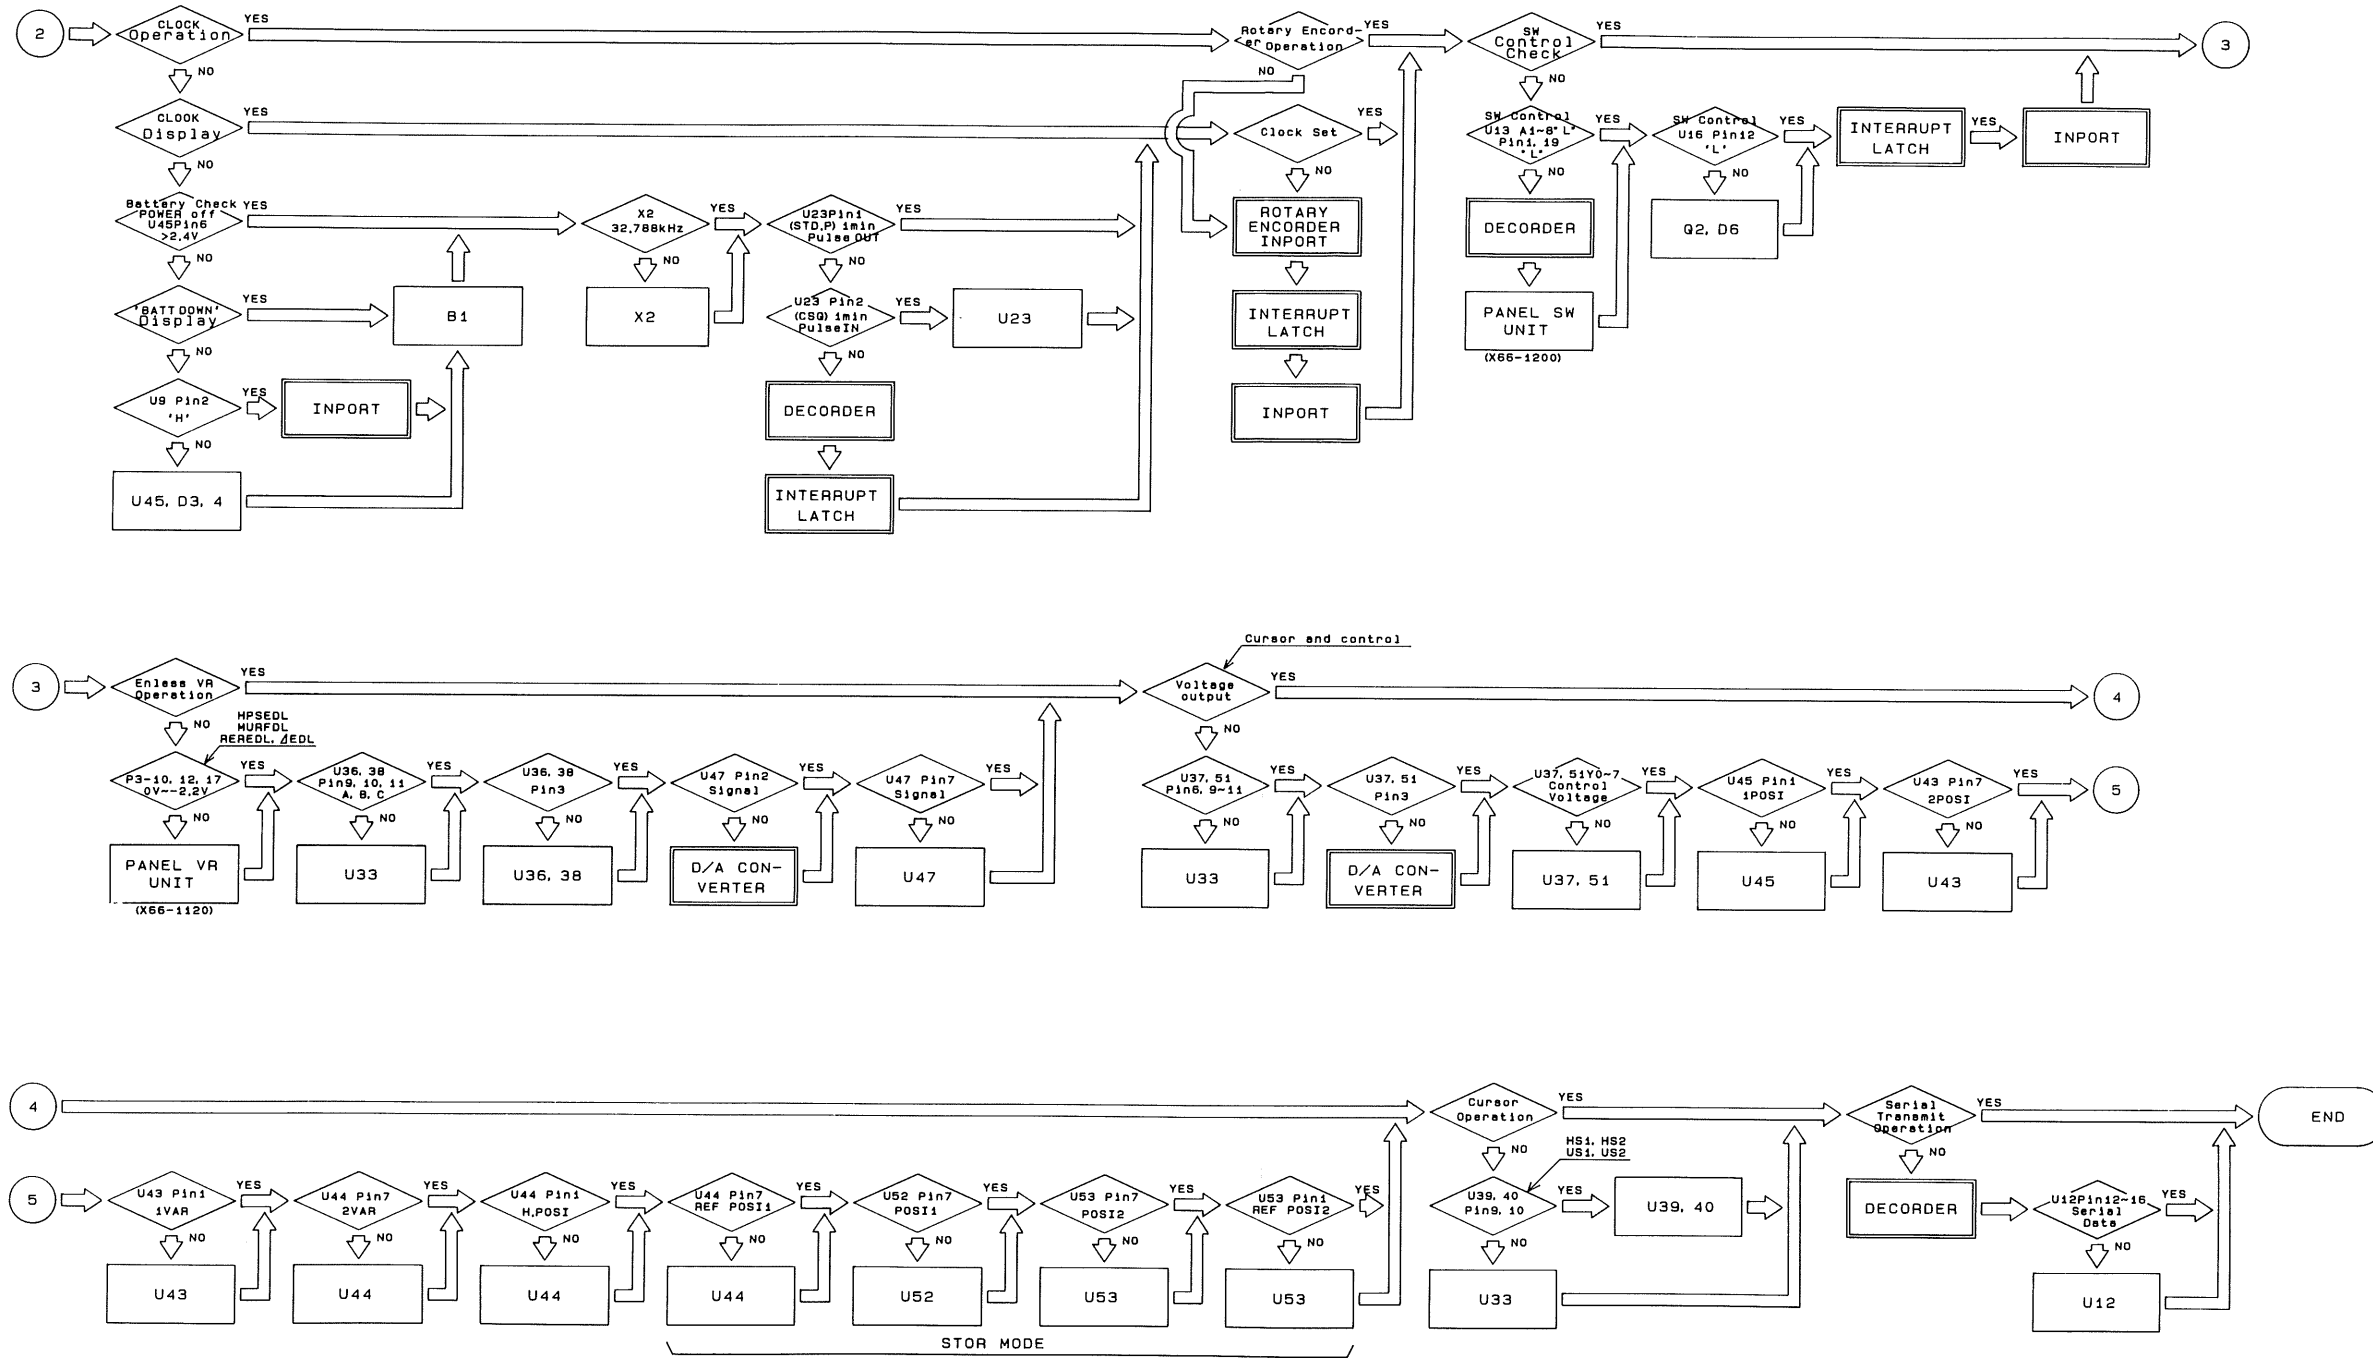 2
CLOCK
Operation
YES
NO
Rotary Encord-
er Operation
YES
NO
SW
Control
Check
YES
NO
3
CLOOK
Display
YES
NO
Clock Set
YES
NO
SW Control
U13 A1~8"L"
Pin1, 19
"L"
YES
NO
SW Control
U16 Pin12
'L'
YES
NO
INTERRUPT
LATCH
YES
INPORT
Battery Check
POWER off
U45Pin6
>2,4V
YES
NO
X2
32,788kHz
YES
NO
U23Pin1
(STD,P) 1min
Pulse OUT
YES
NO
ROTARY
ENCORDER
INPORT
DECORDER
Q2, D6
'BATT DOWN'
Display
YES
NO
B1
X2
U23 Pin2
(CSG) 1min
PulseIN
YES
NO
U23
INTERRUPT
LATCH
PANEL SW
UNIT
(X66-1200)
U9 Pin2
'H'
YES
NO
INPORT
DECORDER
INPORT
U45, D3, 4
INTERRUPT
LATCH
3
Enless VR
Operation
YES
NO
Cursor and control
Voltage
output
YES
NO
4
HPSEDL
MURFDL
REREDL, ⊿EDL
P3-10, 12, 17
0V~-2,2V
YES
NO
U36, 38
Pin9, 10, 11
A, B, C
YES
NO
U36, 38
Pin3
YES
NO
U47 Pin2
Signal
YES
NO
U47 Pin7
Signal
YES
NO
U37, 51
Pin6, 9~11
YES
NO
U37, 51
Pin3
YES
NO
U37, 51Y0~7
Control
Voltage
YES
NO
U45 Pin1
1POSI
YES
NO
U43 Pin7
2POSI
YES
NO
5
PANEL VR
UNIT
(X66-1120)
U33
U36, 38
D/A CON-
VERTER
U47
U33
D/A CON-
VERTER
U37, 51
U45
U43
4
Cursor
Operation
YES
NO
Serial
Transmit
Operation
YES
NO
END
HS1, HS2
US1, US2
5
U43 Pin1
1VAR
YES
NO
U44 Pin7
2VAR
YES
NO
U44 Pin1
H,POSI
YES
NO
U44 Pin7
REF POSI1
YES
NO
U52 Pin7
POSI1
YES
NO
U53 Pin7
POSI2
YES
NO
U53 Pin1
REF POSI2
YES
NO
U39, 40
Pin9, 10
YES
NO
U39, 40
DECORDER
U12Pin12~16
Serial
Data
YES
NO
U43
U44
U44
U44
U52
U53
U53
U33
U12
STOR MODE